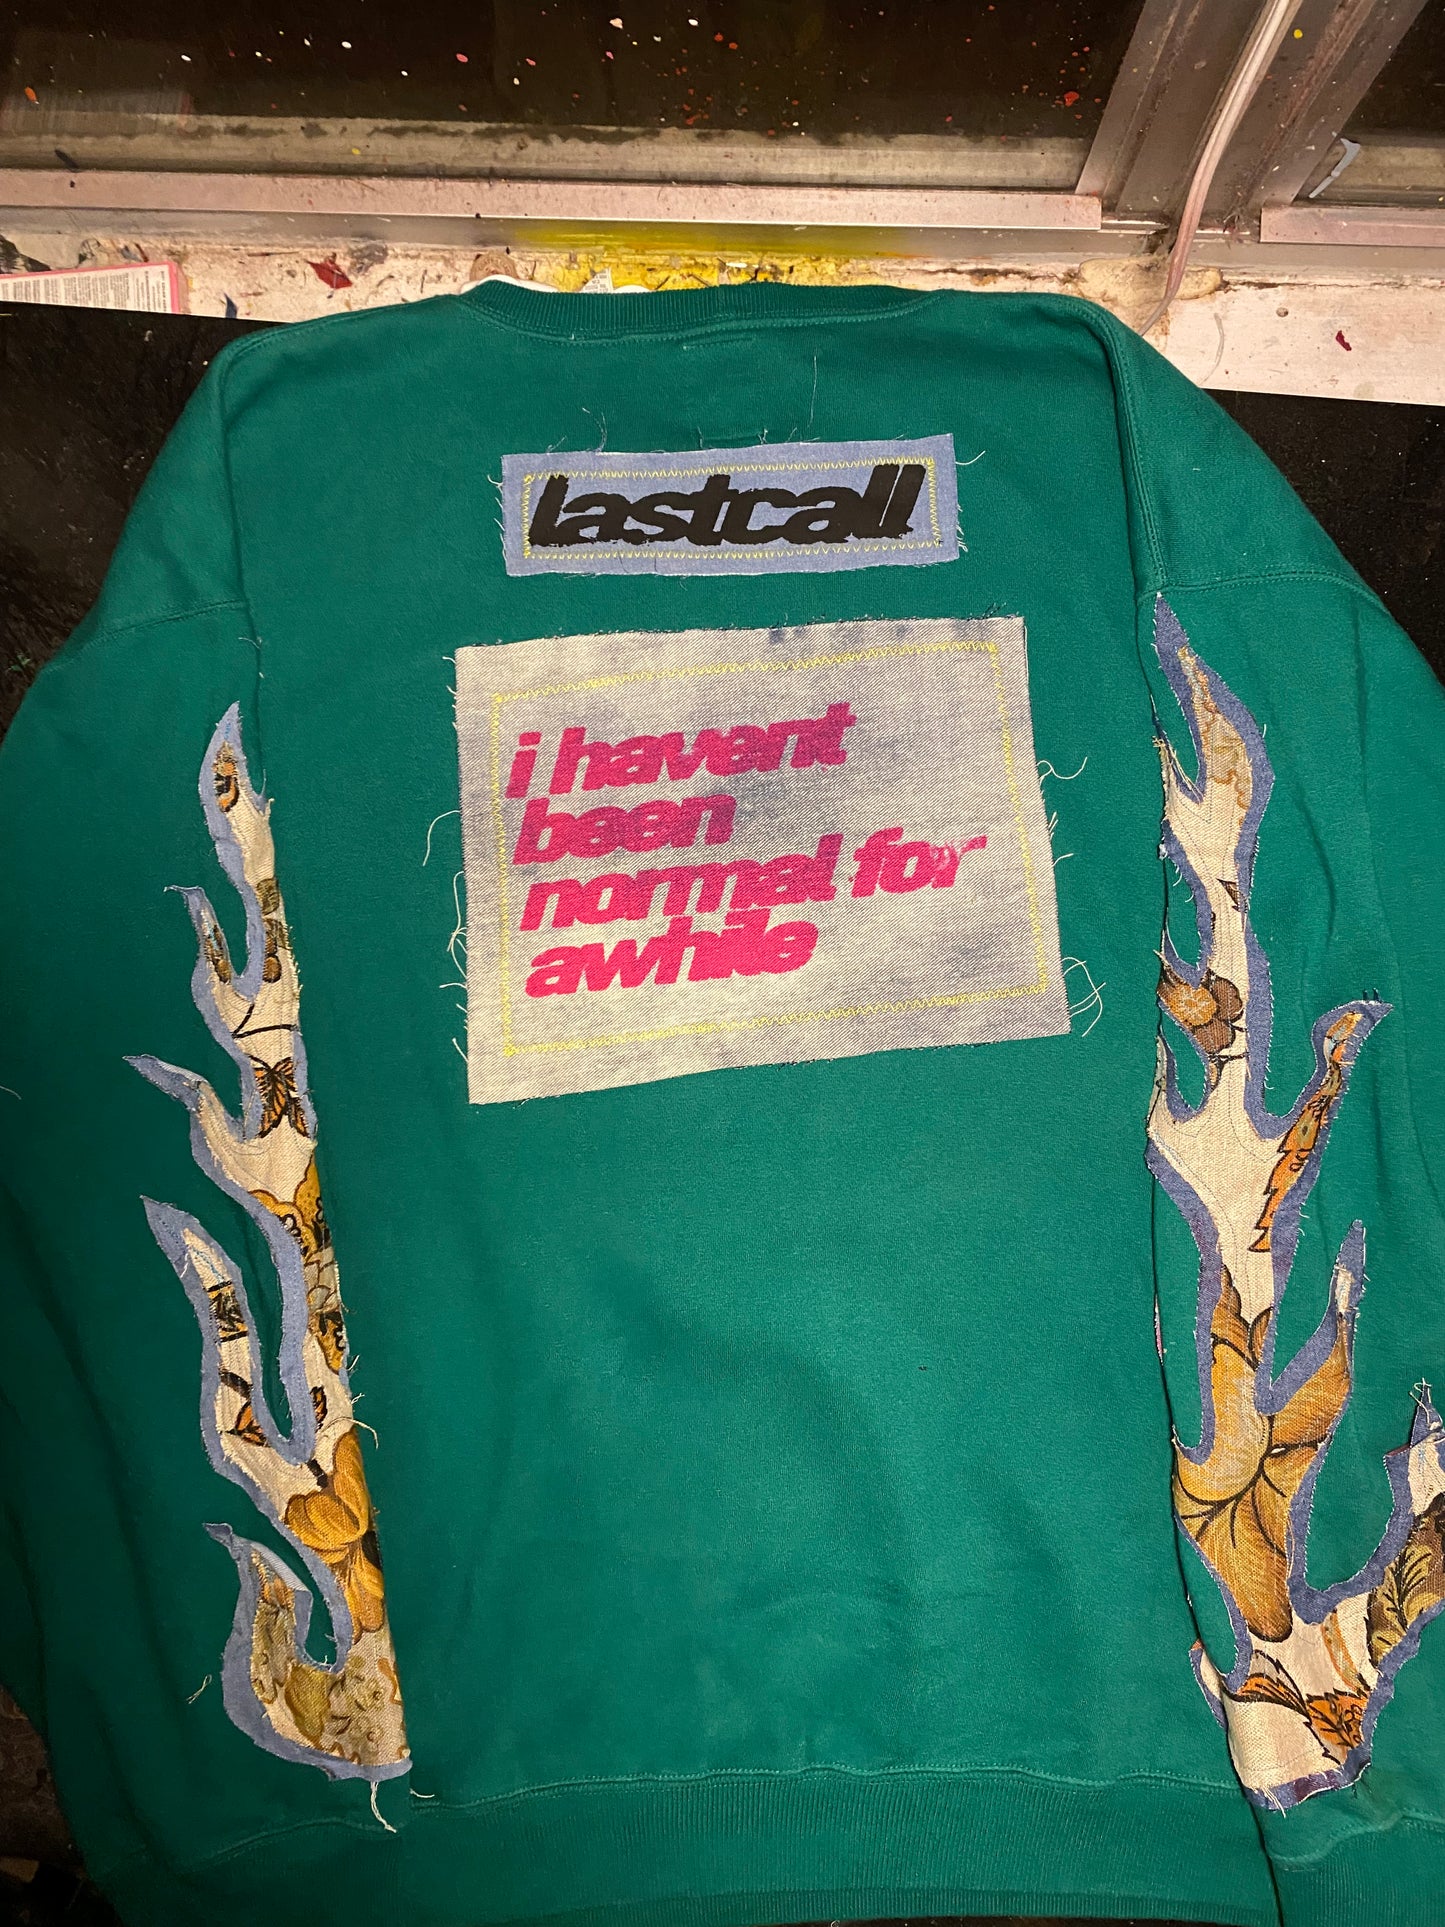 lastcall
i havent
been
normal for
awhile